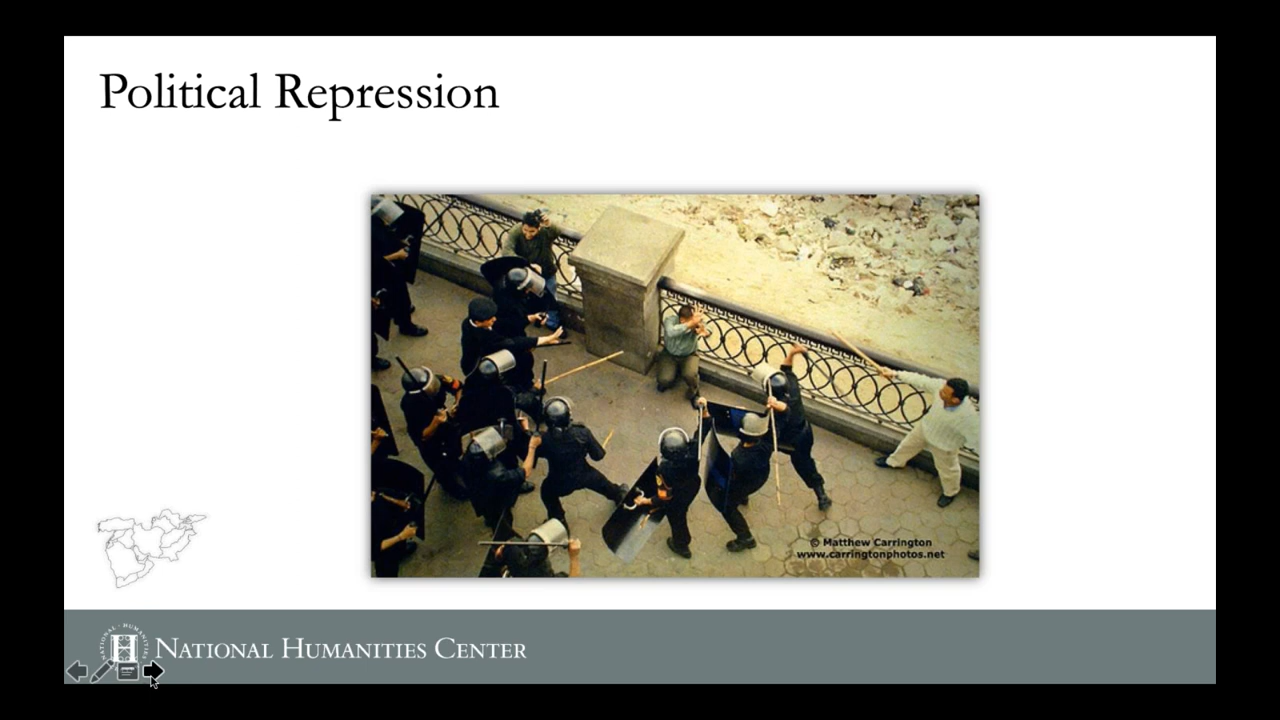 Political Repression
© Matthew Carrington
www.carringtonphotos.net
NATIONAL HUMANITIES CENTER